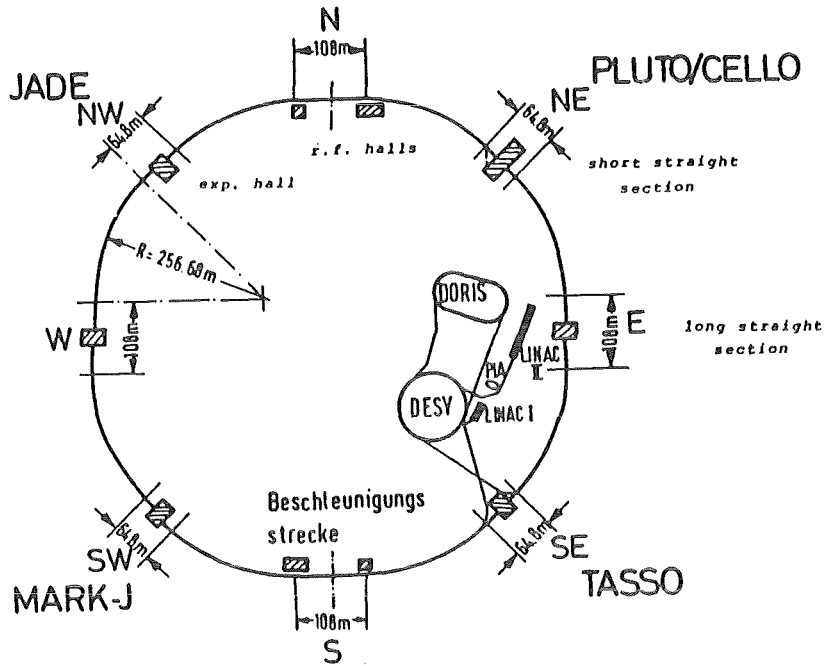 N
108m
PLUTO/CELLO
JADE
NW
NE
64,8m
64,8m
r.f. halls
short straight
section
exp. hall
R = 256,68m
DORIS
W
108m
E
108m
long straight
section
PIA
LINAC
II
DESY
LINAC I
Beschteunigungs
strecke
64,8m
SW
64,8m
SE
MARK-J
TASSO
108m
S